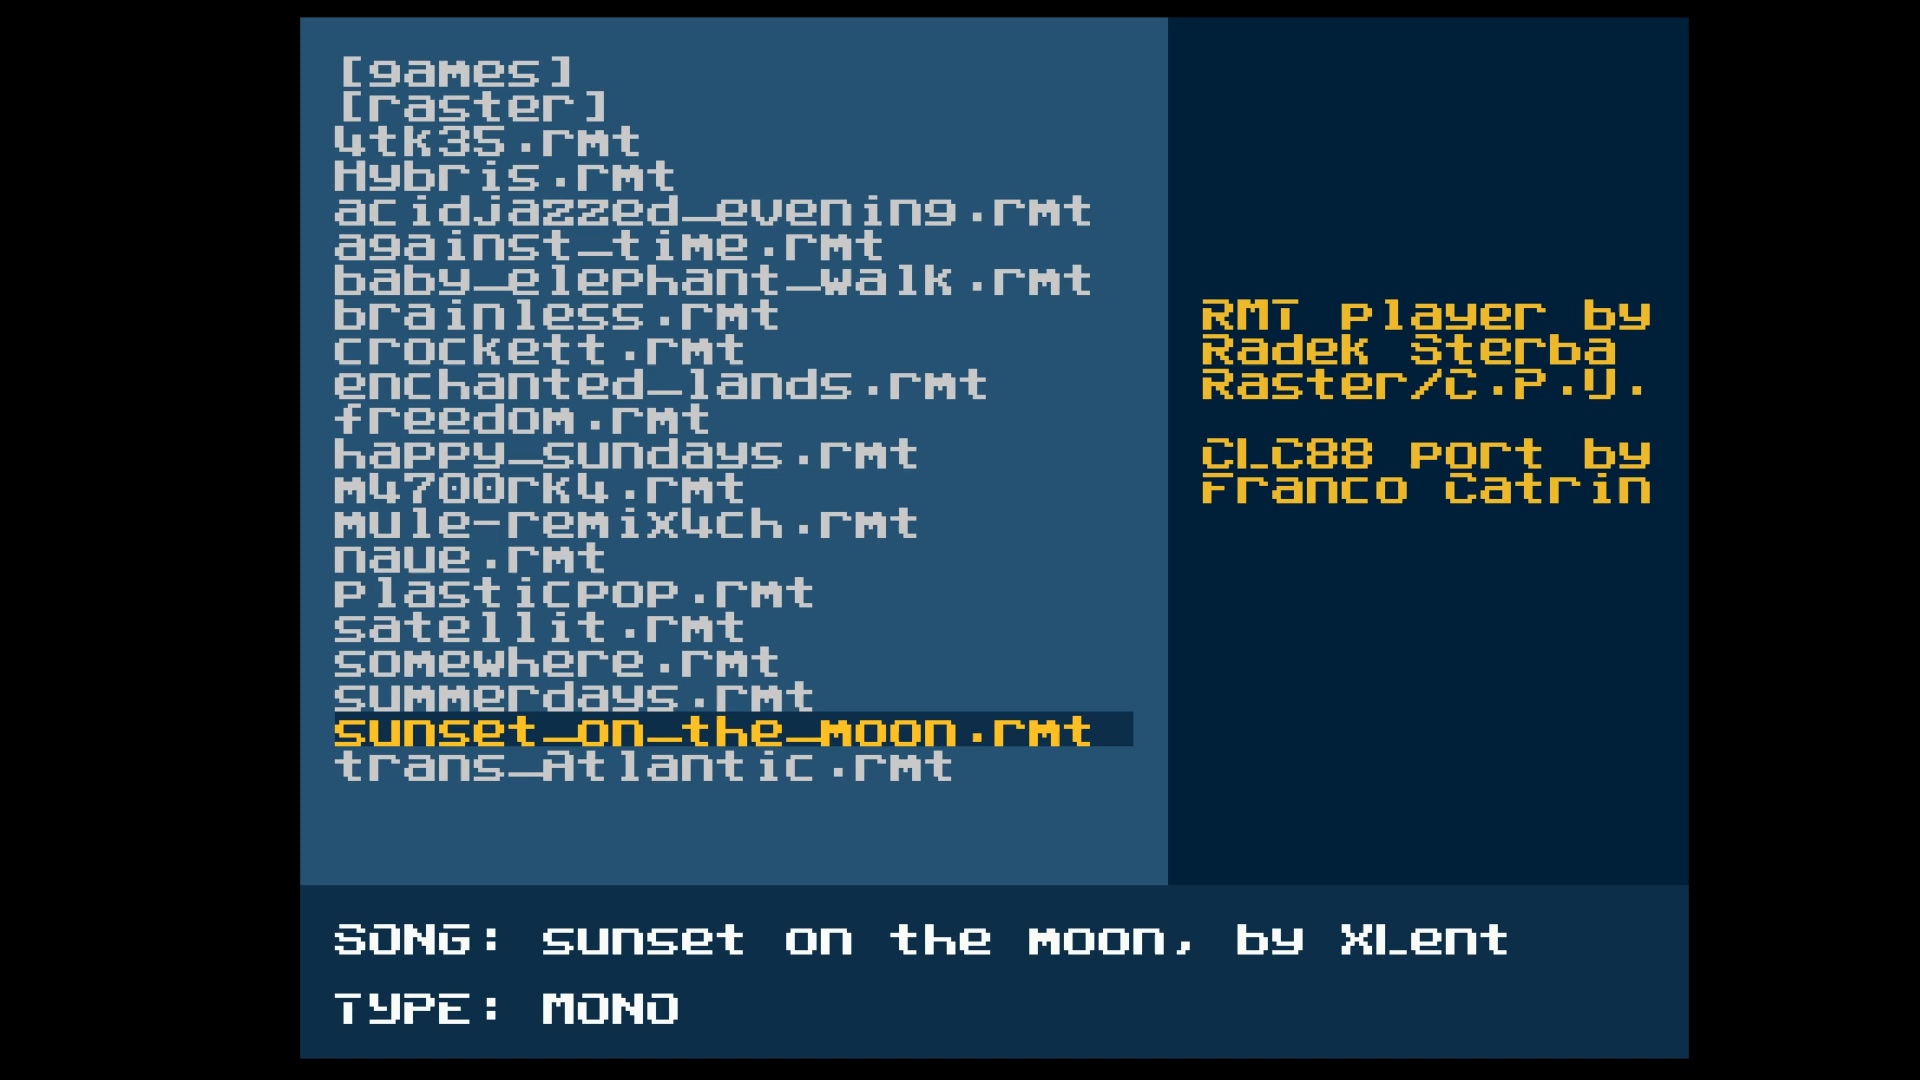 [games]
[raster]
4tk35.rmt
Hybris.rmt
acidjazzed_evening.rmt
against_time.rmt
baby_elephant_walk.rmt
brainless.rmt
crockett.rmt
enchanted_lands.rmt
freedom.rmt
happy_sundays.rmt
m4700rk4.rmt
mule-remix4ch.rmt
naue.rmt
plasticpop.rmt
satellit.rmt
somewhere.rmt
summerdays.rmt
sunset_on_the_moon.rmt
trans_Atlantic.rmt
RMT player by
Radek Sterba
Raster/C.P.U.
CLC88 port by
Franco Catrin
SONG: sunset on the moon, by XLent
TYPE: MONO